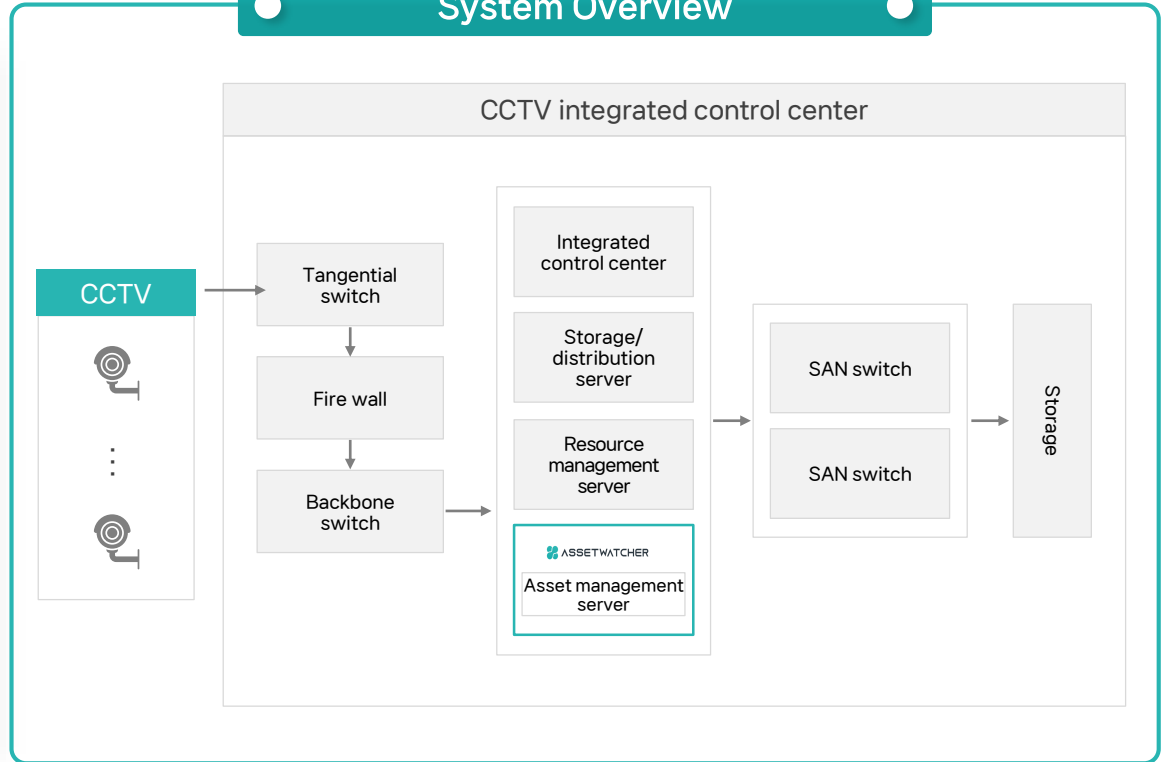 System Overview
CCTV integrated control center
CCTV
Tangential
switch
Fire wall
Backbone
switch
Integrated
control center
Storage/
distribution
server
Resource
management
server
ASSETWATCHER
Asset management
server
SAN switch
SAN switch
Storage